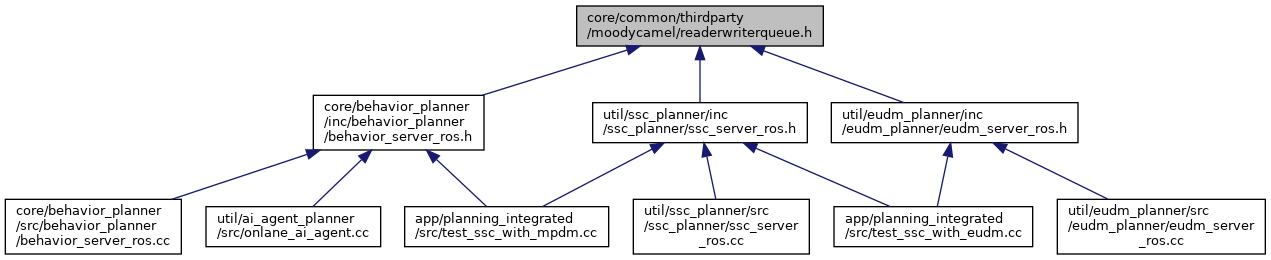 core/common/thirdparty
/moodycamel/readerwriterqueue.h
core/behavior_planner
/inc/behavior_planner
/behavior_server_ros.h
util/ssc_planner/inc
/ssc_planner/ssc_server_ros.h
util/eudm_planner/inc
/eudm_planner/eudm_server_ros.h
core/behavior_planner
/src/behavior_planner
/behavior_server_ros.cc
util/ai_agent_planner
/src/onlane_ai_agent.cc
app/planning_integrated
/src/test_ssc_with_mpdm.cc
util/ssc_planner/src
/ssc_planner/ssc_server
_ros.cc
app/planning_integrated
/src/test_ssc_with_eudm.cc
util/eudm_planner/src
/eudm_planner/eudm_server
_ros.cc